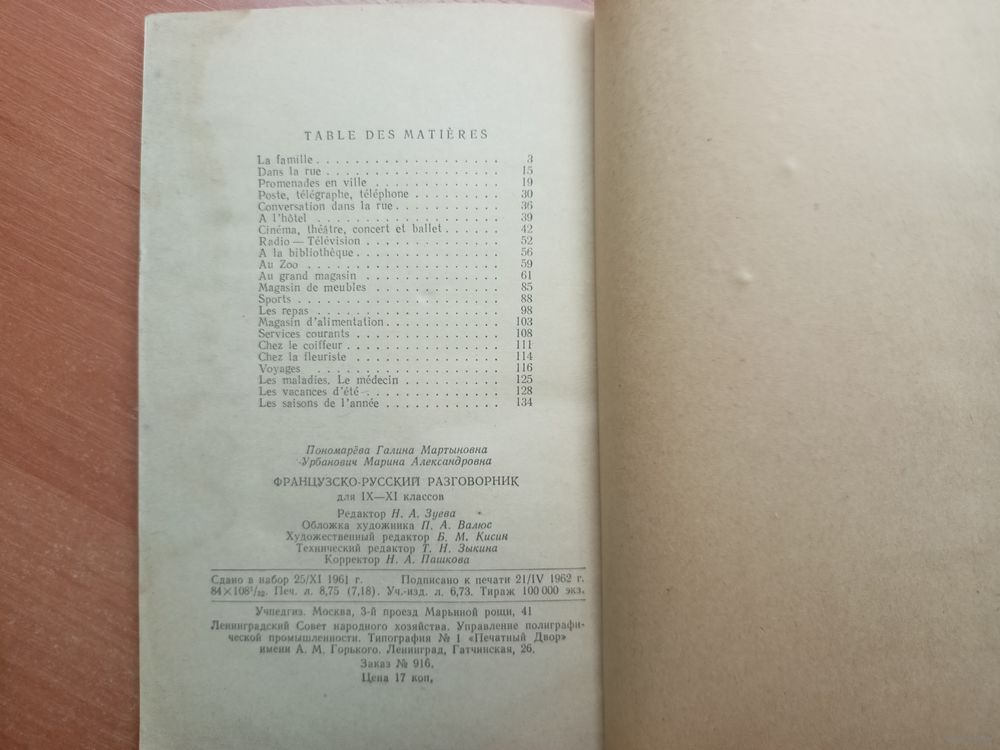 TABLE DES MATIÈRES
La famille . . . . . . . . . . . . . . . . . . . 3
Dans la rue . . . . . . . . . . . . . . . . . . 15
Promenades en ville . . . . . . . . . . . . . 19
Poste, télégraphe, téléphone . . . . . . . . . 30
Conversation dans la rue . . . . . . . . . . . 36
A l'hôtel . . . . . . . . . . . . . . . . . . . 39
Cinéma, théâtre, concert et ballet . . . . . . 42
Radio — Télévision . . . . . . . . . . . . . . 52
A la bibliothèque . . . . . . . . . . . . . . . 56
Au Zoo . . . . . . . . . . . . . . . . . . . . 59
Au grand magasin . . . . . . . . . . . . . . . 61
Magasin de meubles . . . . . . . . . . . . . 85
Sports . . . . . . . . . . . . . . . . . . . . . 88
Les repas . . . . . . . . . . . . . . . . . . . 98
Magasin d'alimentation . . . . . . . . . . . . 103
Services courants . . . . . . . . . . . . . . . 108
Chez le coiffeur . . . . . . . . . . . . . . . . 111
Chez la fleuriste . . . . . . . . . . . . . . . 114
Voyages . . . . . . . . . . . . . . . . . . . 116
Les maladies. Le médecin . . . . . . . . . . 125
Les vacances d'été . . . . . . . . . . . . . . 128
Les saisons de l'année . . . . . . . . . . . . 134
Пономарёва Галина Мартыновна
Урбанович Марина Александровна
ФРАНЦУЗСКО-РУССКИЙ РАЗГОВОРНИК
для IX—XI классов
Редактор Н. А. Зуева
Обложка художника П. А. Валюс
Художественный редактор Б. М. Кисин
Технический редактор Т. Н. Зыкина
Корректор Н. А. Пашкова
Сдано в набор 25/XI 1961 г. Подписано к печати 21/IV 1962 г.
84×108¹/₃₂. Печ. л. 8,75 (7,18). Уч.-изд. л. 6,73. Тираж 100 000 экз.
Учпедгиз. Москва, 3-й проезд Марьиной рощи, 41
Ленинградский Совет народного хозяйства. Управление полиграфи-
ческой промышленности. Типография № 1 «Печатный Двор»
имени А. М. Горького. Ленинград, Гатчинская, 26.
Заказ № 916.
Цена 17 коп.